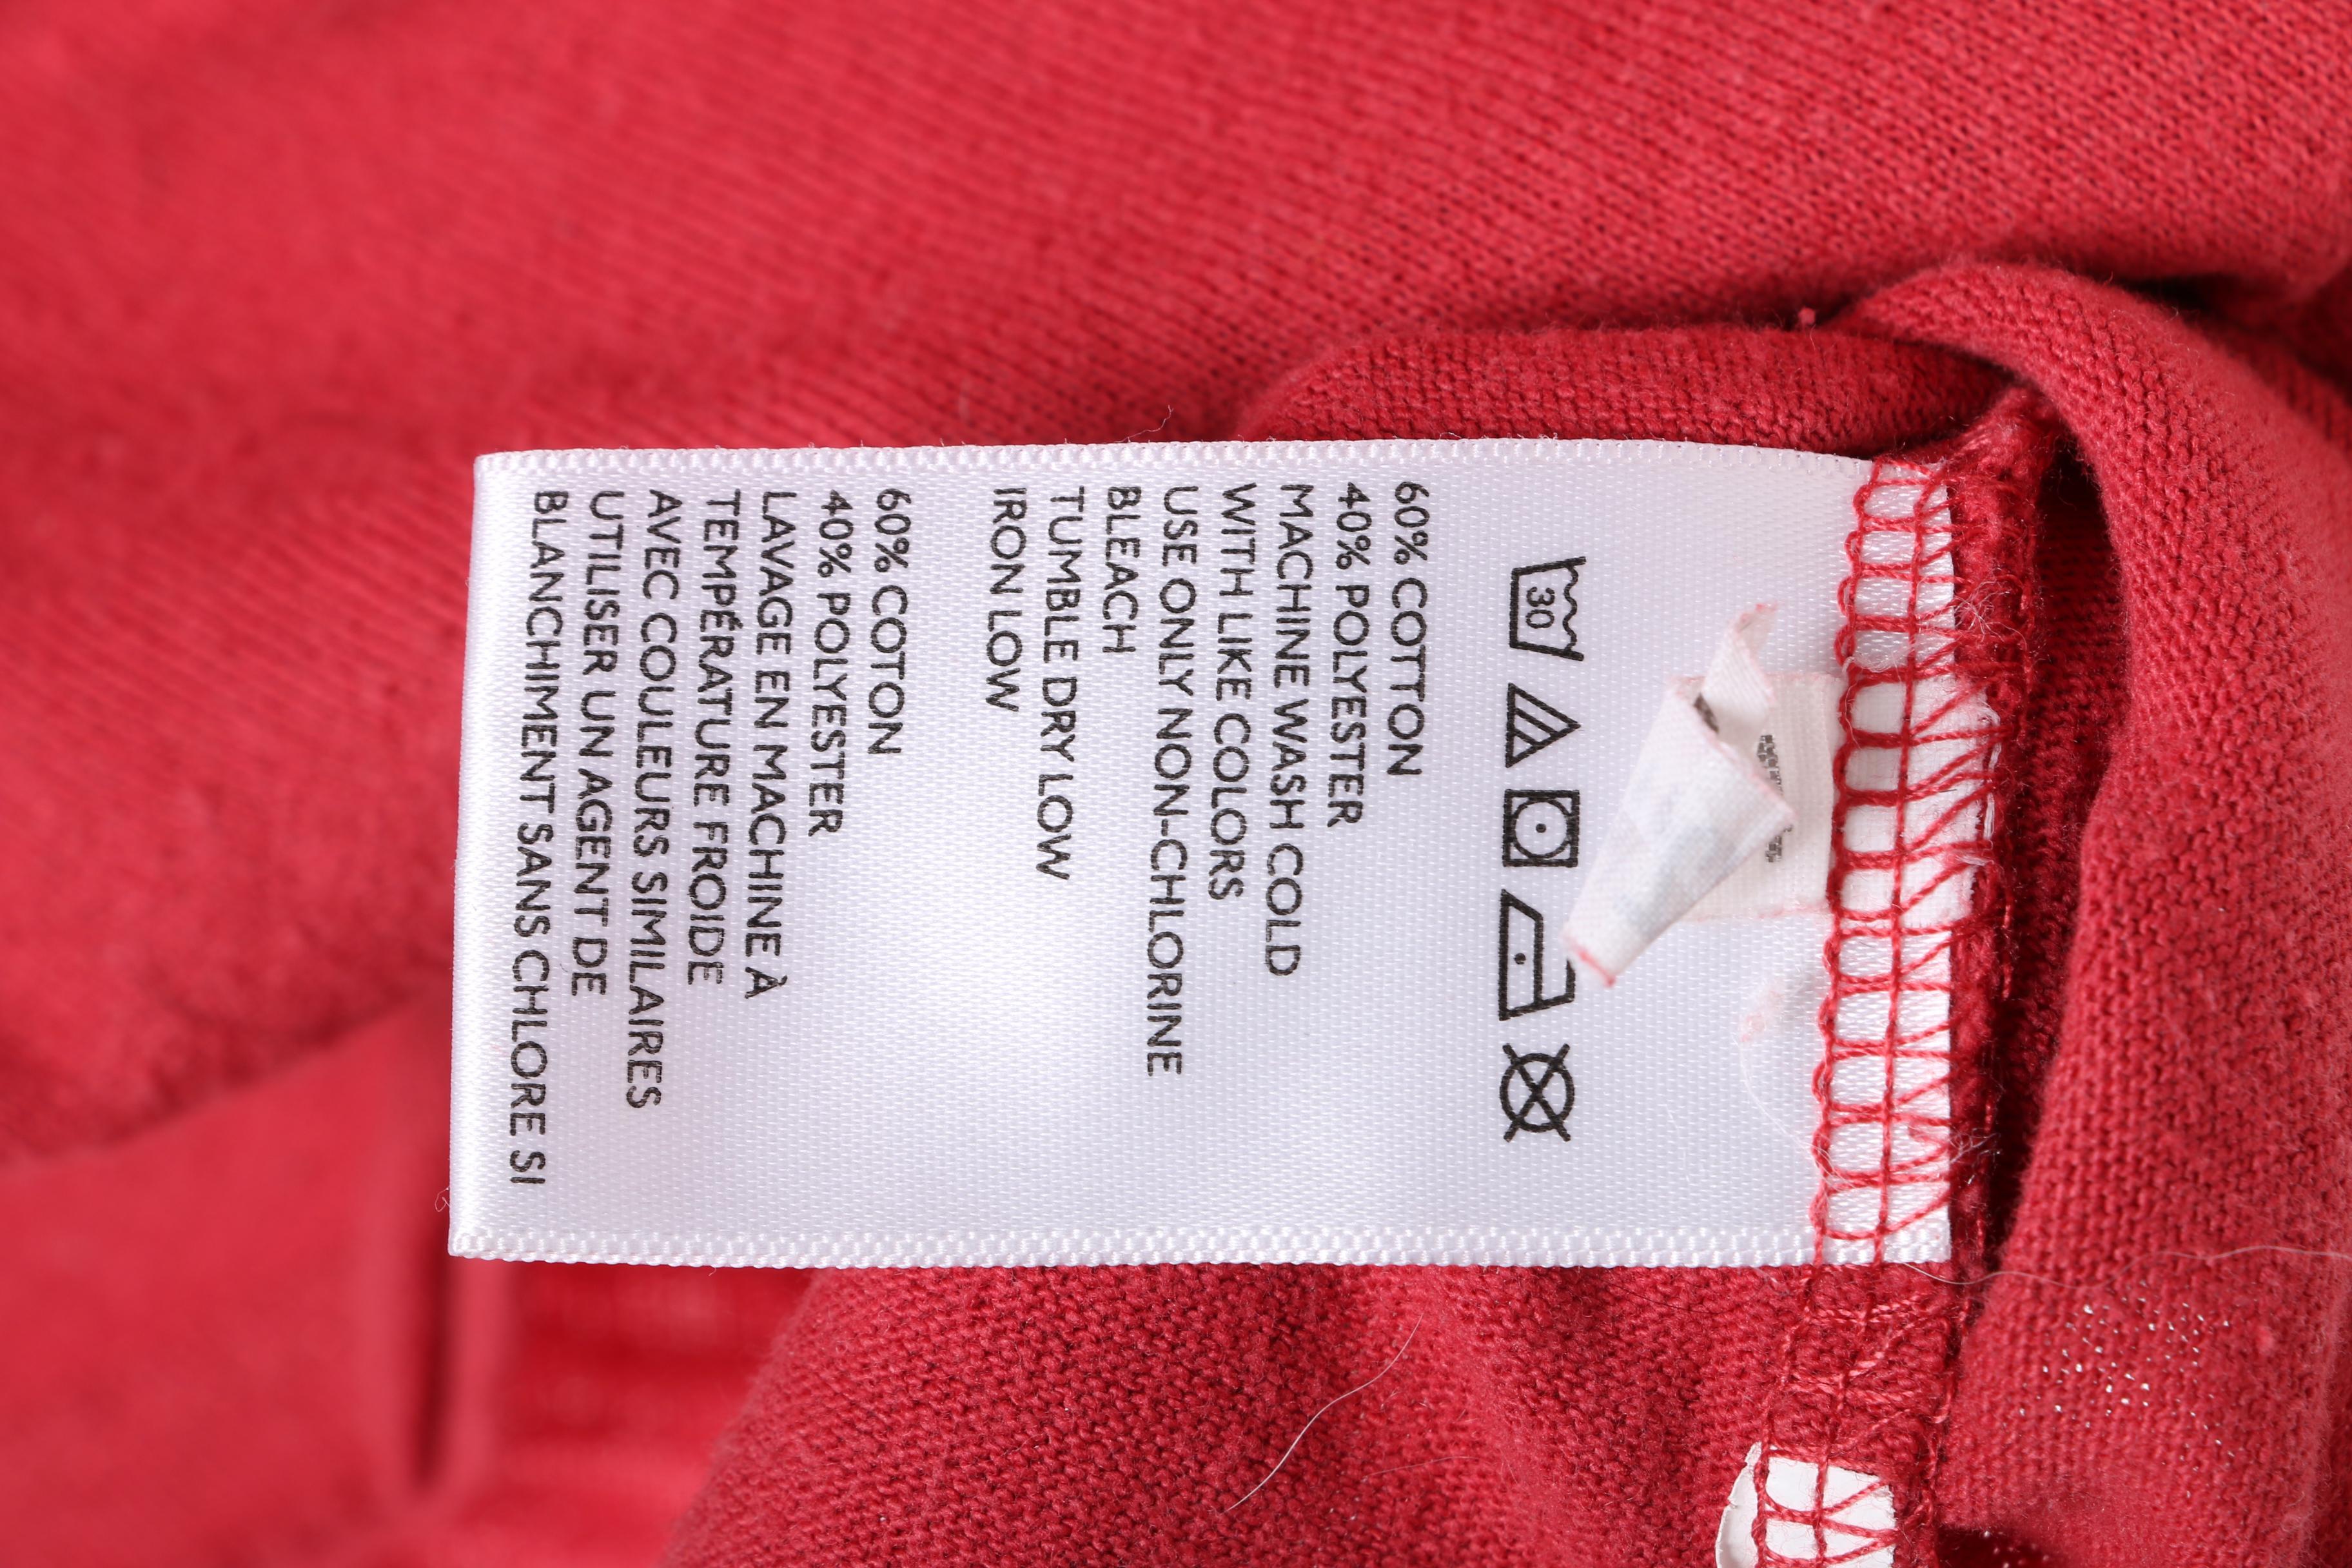 30
60% COTTON
40% POLYESTER
MACHINE WASH COLD
WITH LIKE COLORS
USE ONLY NON-CHLORINE
BLEACH
TUMBLE DRY LOW
IRON LOW
60% COTON
40% POLYESTER
LAVAGE EN MACHINE À
TEMPÉRATURE FROIDE
AVEC COULEURS SIMILAIRES
UTILISER UN AGENT DE
BLANCHIMENT SANS CHLORE SI